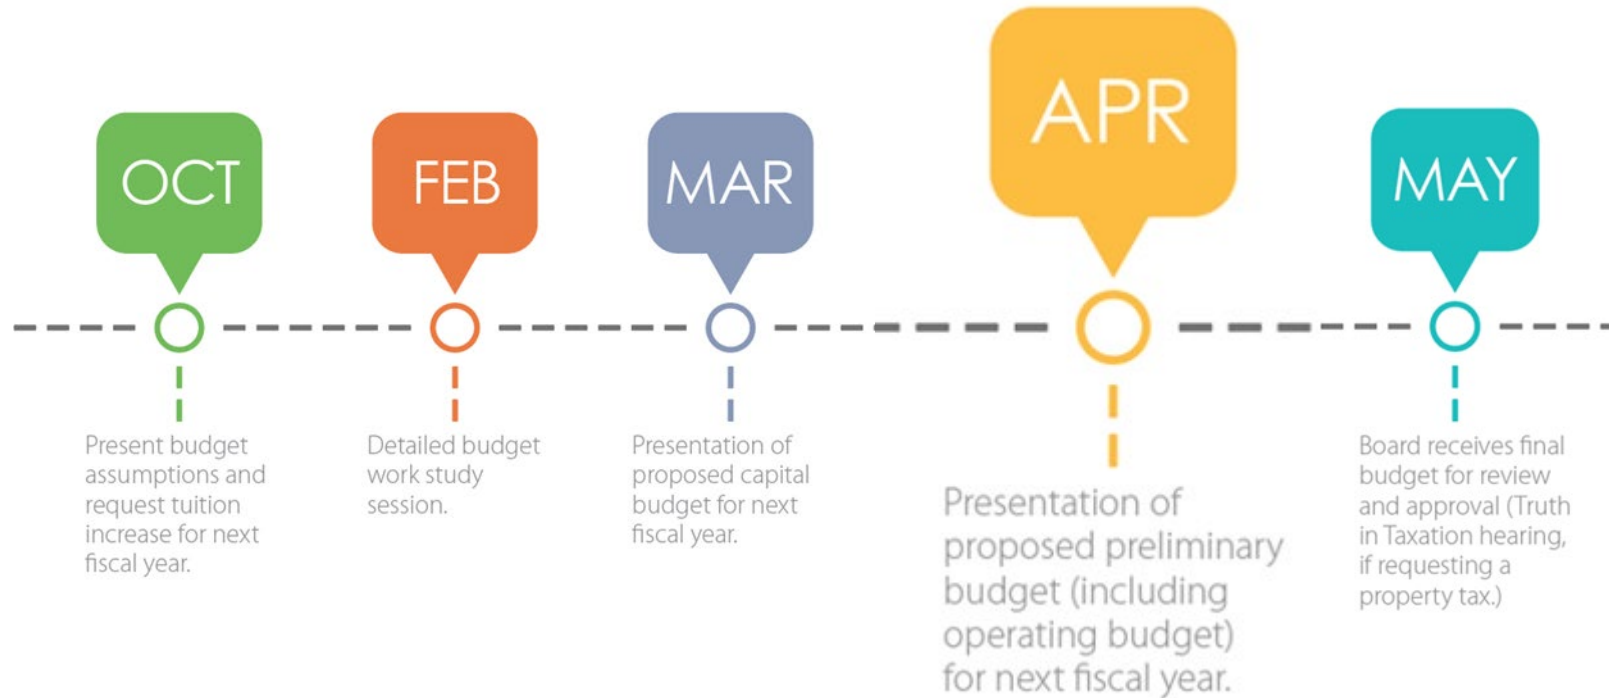 OCT
Present budget
assumptions and
request tuition
increase for next
fiscal year.
FEB
Detailed budget
work study
session.
MAR
Presentation of
proposed capital
budget for next
fiscal year.
APR
Presentation of
proposed preliminary
budget (including
operating budget)
for next fiscal year.
MAY
Board receives final
budget for review
and approval (Truth
in Taxation hearing,
if requesting a
property tax.)